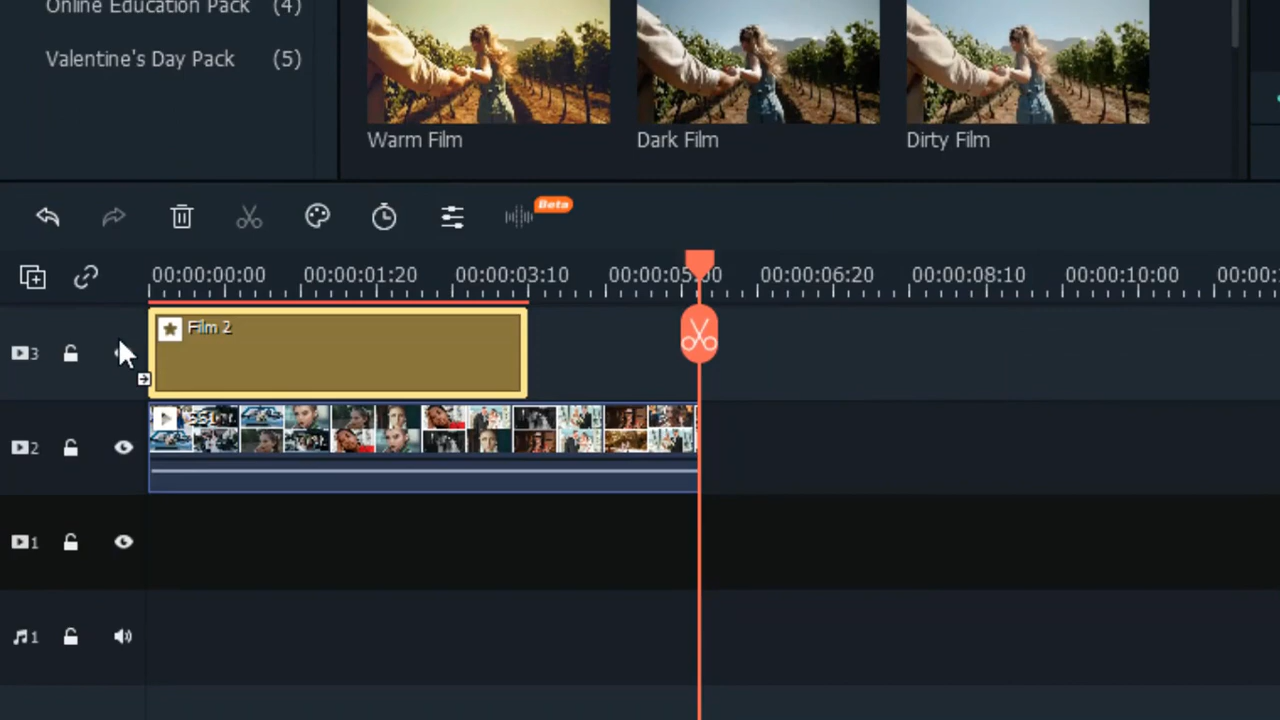 Online Education Pack (4)
Valentine's Day Pack (5)
Warm Film
Dark Film
Dirty Film
Beta
00:00:00:00 00:00:01:20 00:00:03:10 00:00:05:00 00:00:06:20 00:00:08:10 00:00:10:00 00:00:
3
Film 2
2
1
1